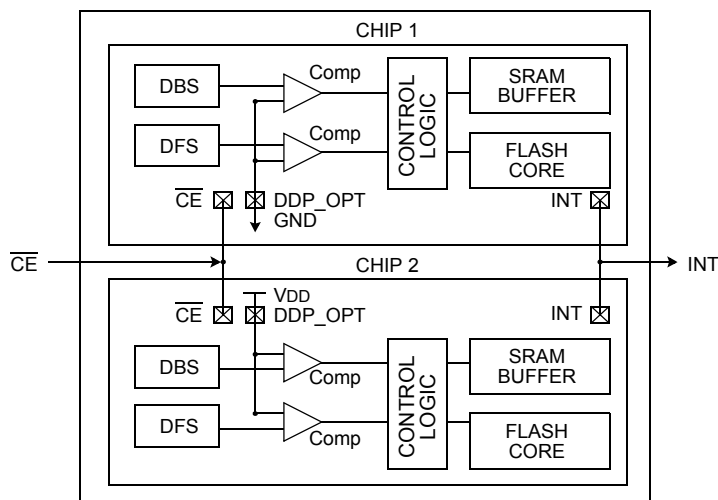 CHIP 1
DBS
Comp
CONTROL
LOGIC
SRAM
BUFFER
DFS
Comp
FLASH
CORE
CE
DDP_OPT
GND
INT
CE
INT
CHIP 2
VDD
CE
DDP_OPT
INT
DBS
Comp
CONTROL
LOGIC
SRAM
BUFFER
DFS
Comp
FLASH
CORE